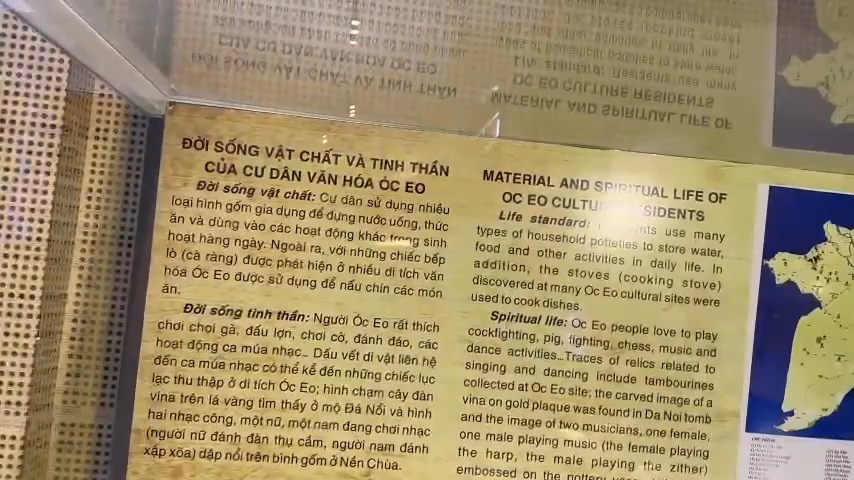 ĐỜI SỐNG VẬT CHẤT VÀ TINH THẦN
CỦA CƯ DÂN VĂN HÓA ÓC EO
Đời sống vật chất: Cư dân sử dụng nhiều
loại hình gốm gia dụng để đựng nước uống, thức
ăn và dùng vào các hoạt động khác trong sinh
hoạt hàng ngày. Ngoài ra, với những chiếc bếp
lò (cà ràng) được phát hiện ở nhiều di tích văn
hóa Óc Eo được sử dụng để nấu chín các món
ăn.
Đời sống tinh thần: Người Óc Eo rất thích
chơi chọi gà, đấu lợn, chơi cờ, đánh đáo, các
hoạt động ca múa nhạc... Dấu vết di vật liên hệ
đến ca múa nhạc có thể kể đến những chiếc lục
lạc thu thập ở di tích Óc Eo; hình chạm cây đàn
vina trên lá vàng tìm thấy ở mộ Đá Nổi và hình
hai nhạc công, một nữ, một nam đang chơi nhạc
(người nữ đánh đàn thụ cầm, người nam đánh
xập xõa) dập nổi trên bình gốm ở Nền Chùa.
MATERIAL AND SPIRITUAL LIFE OF
OC EO RESIDENTS
Life standard: use many
types of household potteries to store water,
food and other activities in daily life. In
addition, the stoves (cooking stove)
discovered at many Oc Eo cultural sites were
used to cook dishes.
Spiritual life: Oc Eo people love to play
cockfighting, pig, fighting, chess, music and
dance activities...Traces of relics related to
singing and dancing include tambourines
collected at Oc Eo site; the carved image of a
vina on gold plaque was found in Da Noi tomb
and the image of two musicians, one female,
one male playing music (the female playing
harp, the male playing the zither)
embossed on the pottery